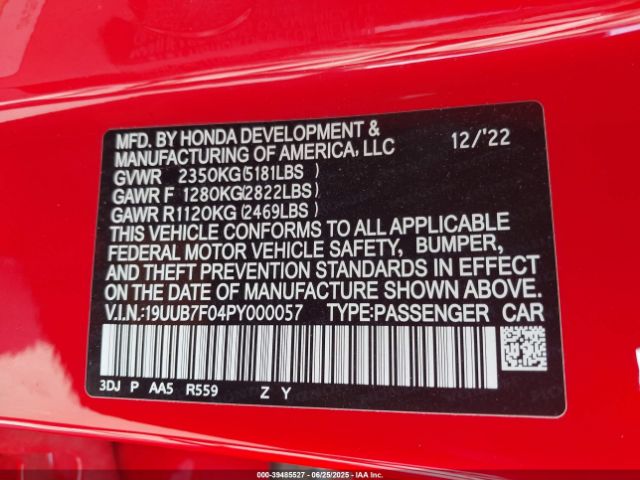 MFD. BY HONDA DEVELOPMENT &
MANUFACTURING OF AMERICA, LLC 12/'22
GVWR 2350KG(5181LBS)
GAWR F 1280KG(2822LBS)
GAWR R1120KG(2469LBS)
THIS VEHICLE CONFORMS TO ALL APPLICABLE
FEDERAL MOTOR VEHICLE SAFETY, BUMPER,
AND THEFT PREVENTION STANDARDS IN EFFECT
ON THE DATE OF MANUFACTURE SHOWN ABOVE.
V.I.N.:19UUB7F04PY000057 TYPE:PASSENGER CAR
3DJ P AA5 R559 Z Y
000-39485527 - 06/25/2025 - IAAI.COM